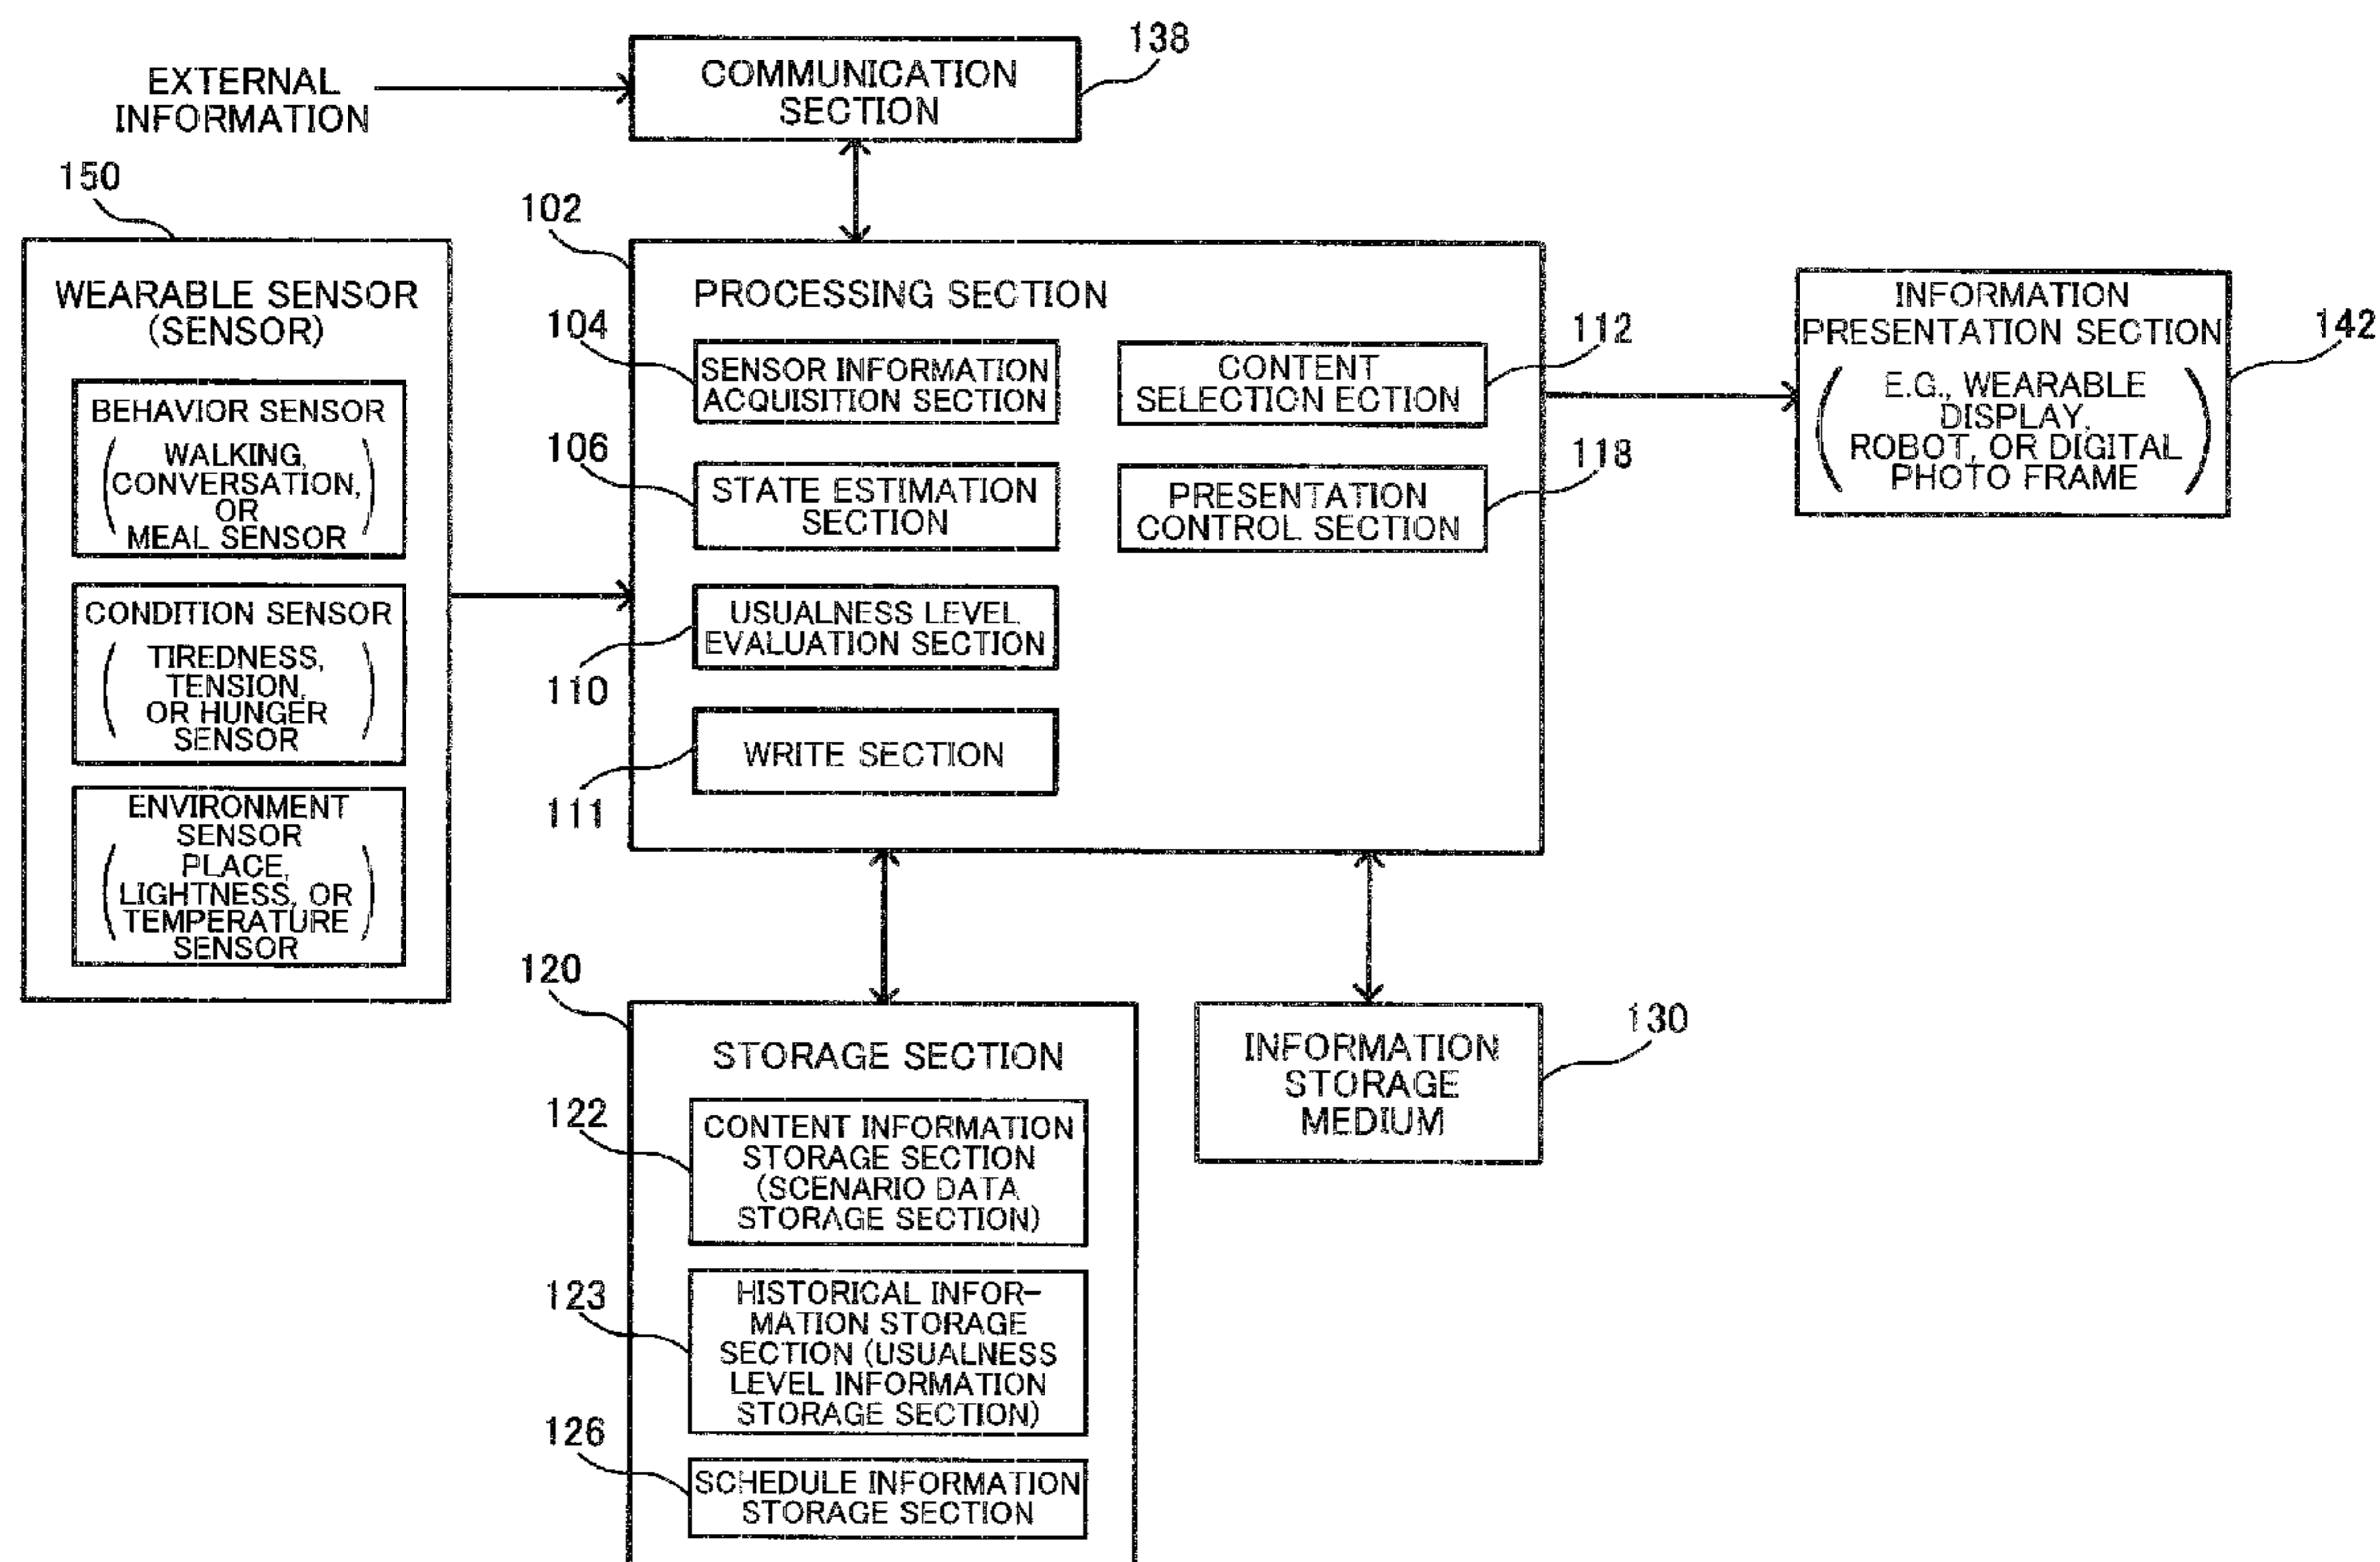 EXTERNAL
INFORMATION
COMMUNICATION
SECTION
138
150
WEARABLE SENSOR
(SENSOR)
BEHAVIOR SENSOR
( WALKING,
CONVERSATION,
OR
MEAL SENSOR )
CONDITION SENSOR
( TIREDNESS,
TENSION,
OR HUNGER
SENSOR )
ENVIRONMENT
SENSOR
( PLACE,
LIGHTNESS, OR
TEMPERATURE
SENSOR )
102
PROCESSING SECTION
104
SENSOR INFORMATION
ACQUISITION SECTION
106
STATE ESTIMATION
SECTION
USUALNESS LEVEL
EVALUATION SECTION
110
WRITE SECTION
111
CONTENT
SELECTION ECTION
112
PRESENTATION
CONTROL SECTION
118
INFORMATION
PRESENTATION SECTION
( E.G., WEARABLE
DISPLAY,
ROBOT, OR DIGITAL
PHOTO FRAME )
142
120
STORAGE SECTION
122
CONTENT INFORMATION
STORAGE SECTION
(SCENARIO DATA
STORAGE SECTION)
123
HISTORICAL INFOR-
MATION STORAGE
SECTION (USUALNESS
LEVEL INFORMATION
STORAGE SECTION)
126
SCHEDULE INFORMATION
STORAGE SECTION
INFORMATION
STORAGE
MEDIUM
130